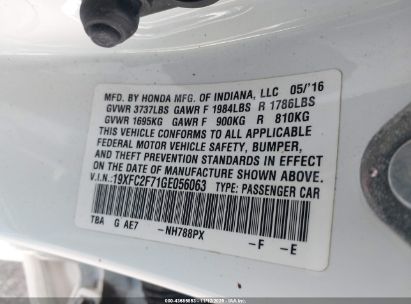 MFD. BY HONDA MFG. OF INDIANA, LLC 05/'16
GVWR 3737LBS GAWR F 1984LBS R 1786LBS
GVWR 1695KG GAWR F 900KG R 810KG
THIS VEHICLE CONFORMS TO ALL APPLICABLE
FEDERAL MOTOR VEHICLE SAFETY, BUMPER,
AND THEFT PREVENTION STANDARDS IN EFFECT
ON THE DATE OF MANUFACTURE SHOWN ABOVE.
V.I.N.:19XFC2F71GE056063 TYPE: PASSENGER CAR
TBA G AE7 -NH788PX -F -E